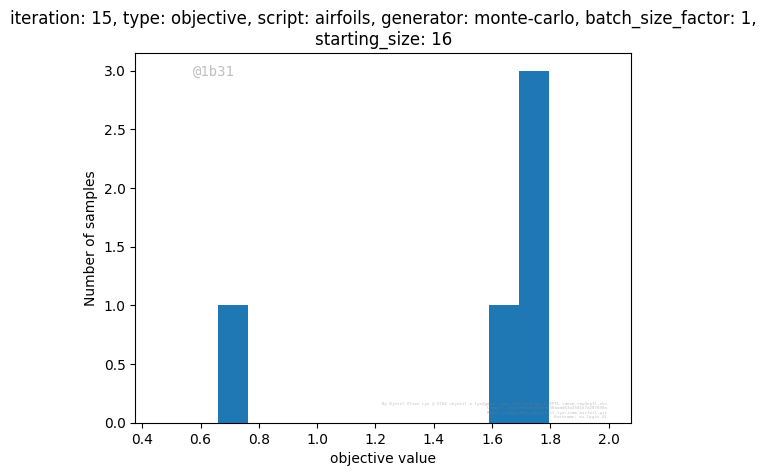 iteration: 15, type: objective, script: airfoils, generator: monte-carlo, batch_size_factor: 1,
starting_size: 16
@1b31
3.0
2.5
2.0
1.5
1.0
0.5
0.0
Number of samples
0.4 0.6 0.8 1.0 1.2 1.4 1.6 1.8 2.0
objective value